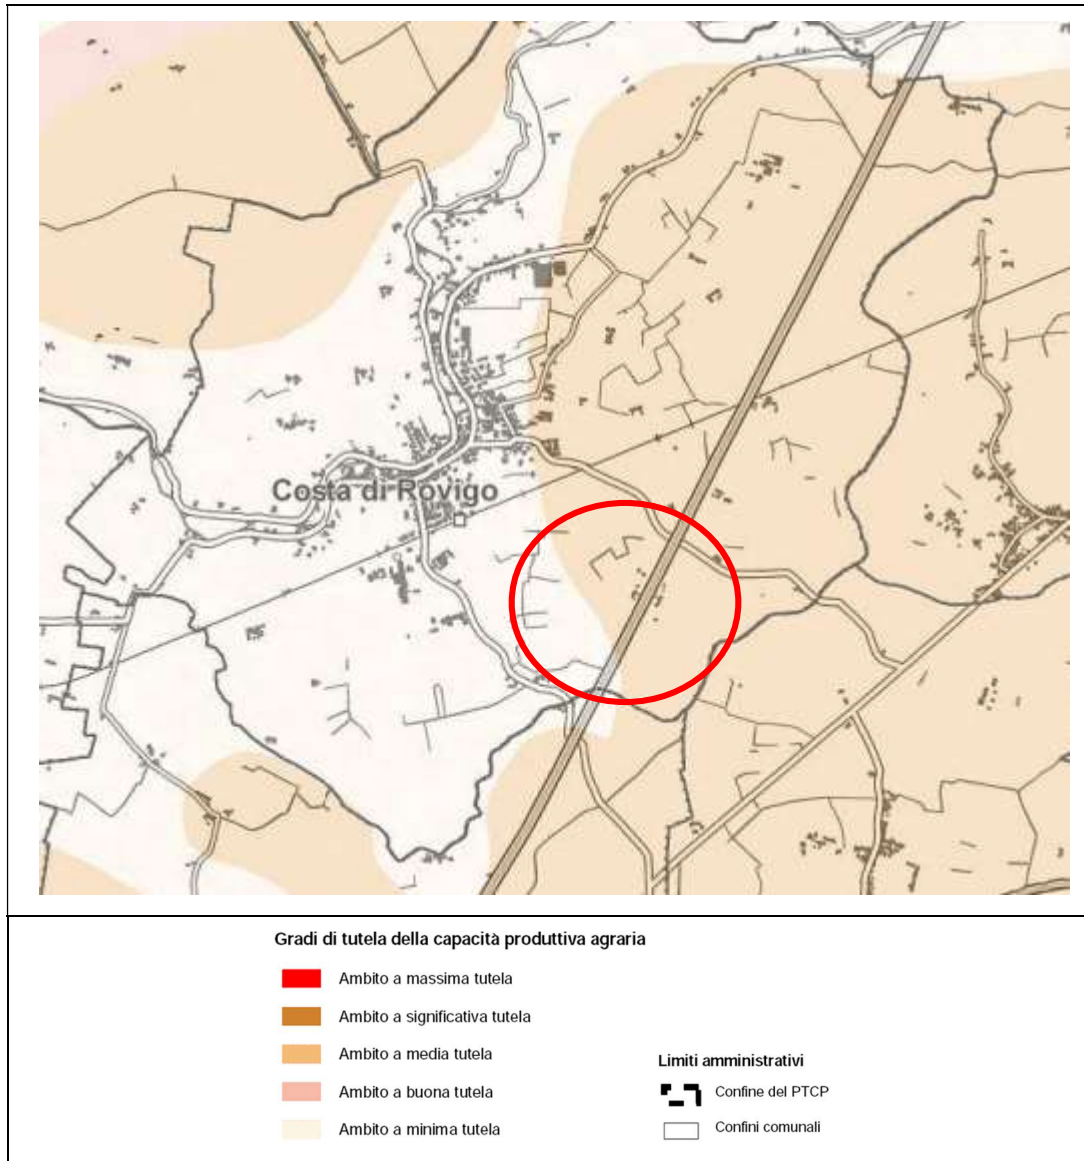 Costa di Rovigo
Gradi di tutela della capacità produttiva agraria
Ambito a massima tutela
Ambito a significativa tutela
Ambito a media tutela
Ambito a buona tutela
Ambito a minima tutela
Limiti amministrativi
Confine del PTCP
Confini comunali